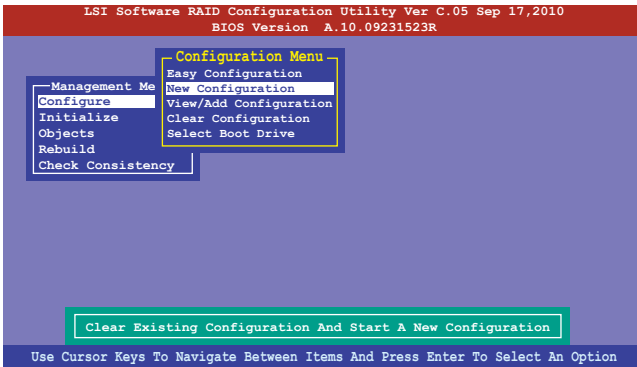 LSI Software RAID Configuration Utility Ver C.05 Sep 17,2010
BIOS Version A.10.09231523R
Configuration Menu
Easy Configuration
New Configuration
View/Add Configuration
Clear Configuration
Select Boot Drive
Management Me
Configure
Initialize
Objects
Rebuild
Check Consistency
Clear Existing Configuration And Start A New Configuration
Use Cursor Keys To Navigate Between Items And Press Enter To Select An Option